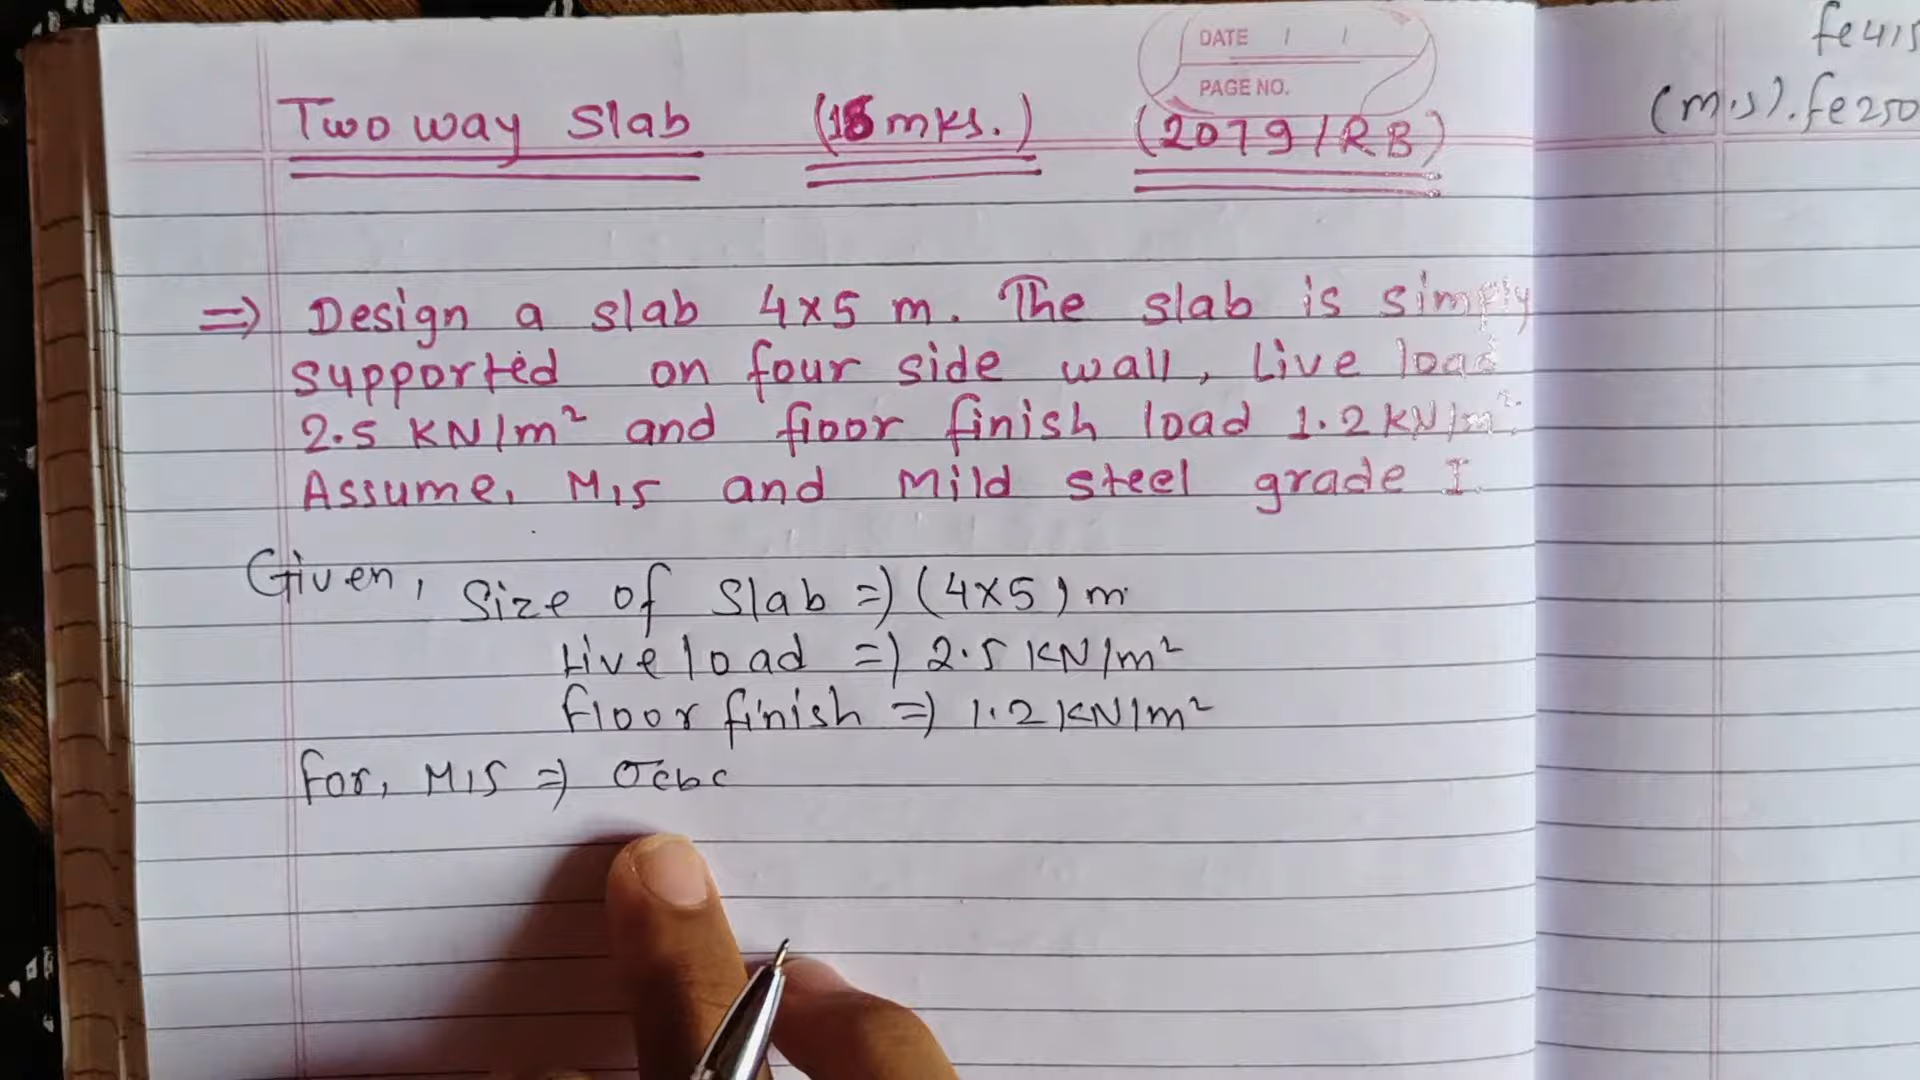 DATE / /
PAGE NO.
fe415
(m.s). fe250
Two way Slab (15 mks.) (2079/RB)
=> Design a slab 4x5 m. The slab is simply
supported on four side wall, Live load
2.5 KN/m² and floor finish load 1.2 KN/m².
Assume, M15 and Mild steel grade I.
Given, Size of Slab => (4x5) m
Live load => 2.5 KN/m²
floor finish => 1.2 KN/m²
For, M15 => σcbc